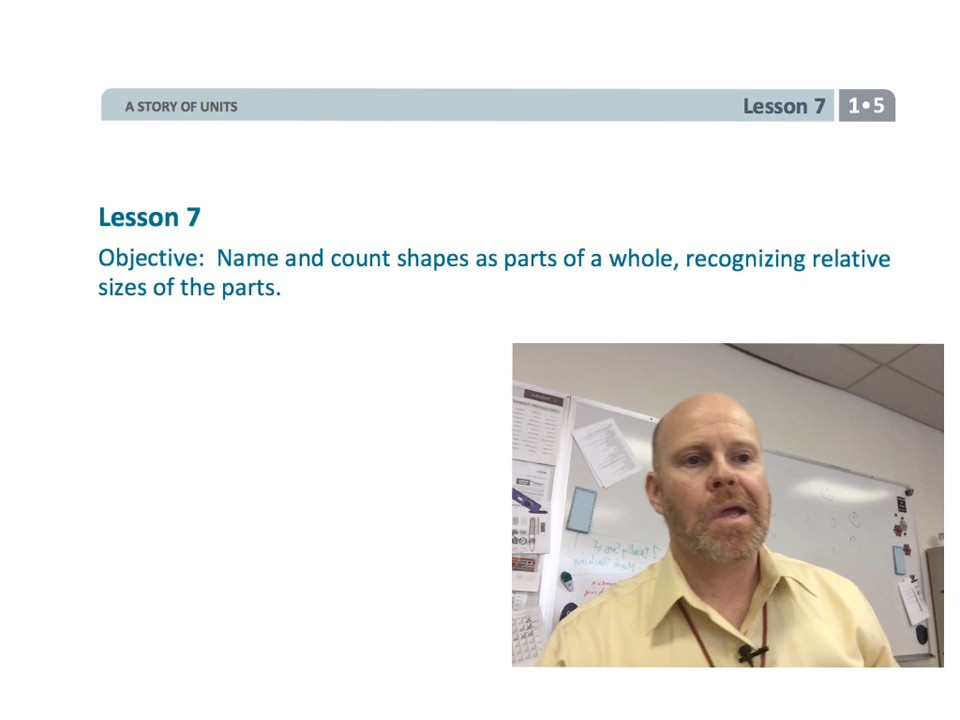 A STORY OF UNITS
Lesson 7
1•5
Lesson 7
Objective: Name and count shapes as parts of a whole, recognizing relative
sizes of the parts.